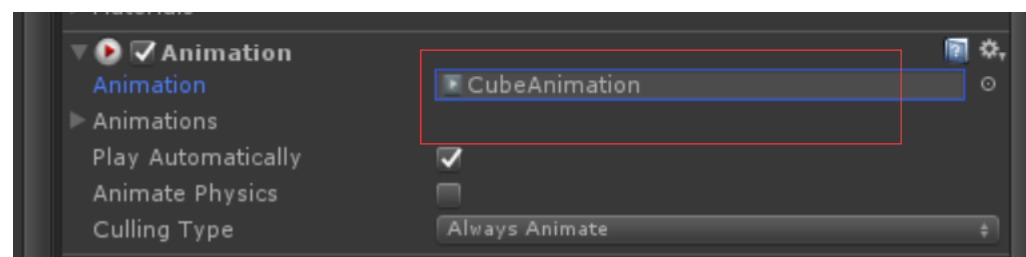 Animation
Animation CubeAnimation
Animations
Play Automatically
Animate Physics
Culling Type Always Animate